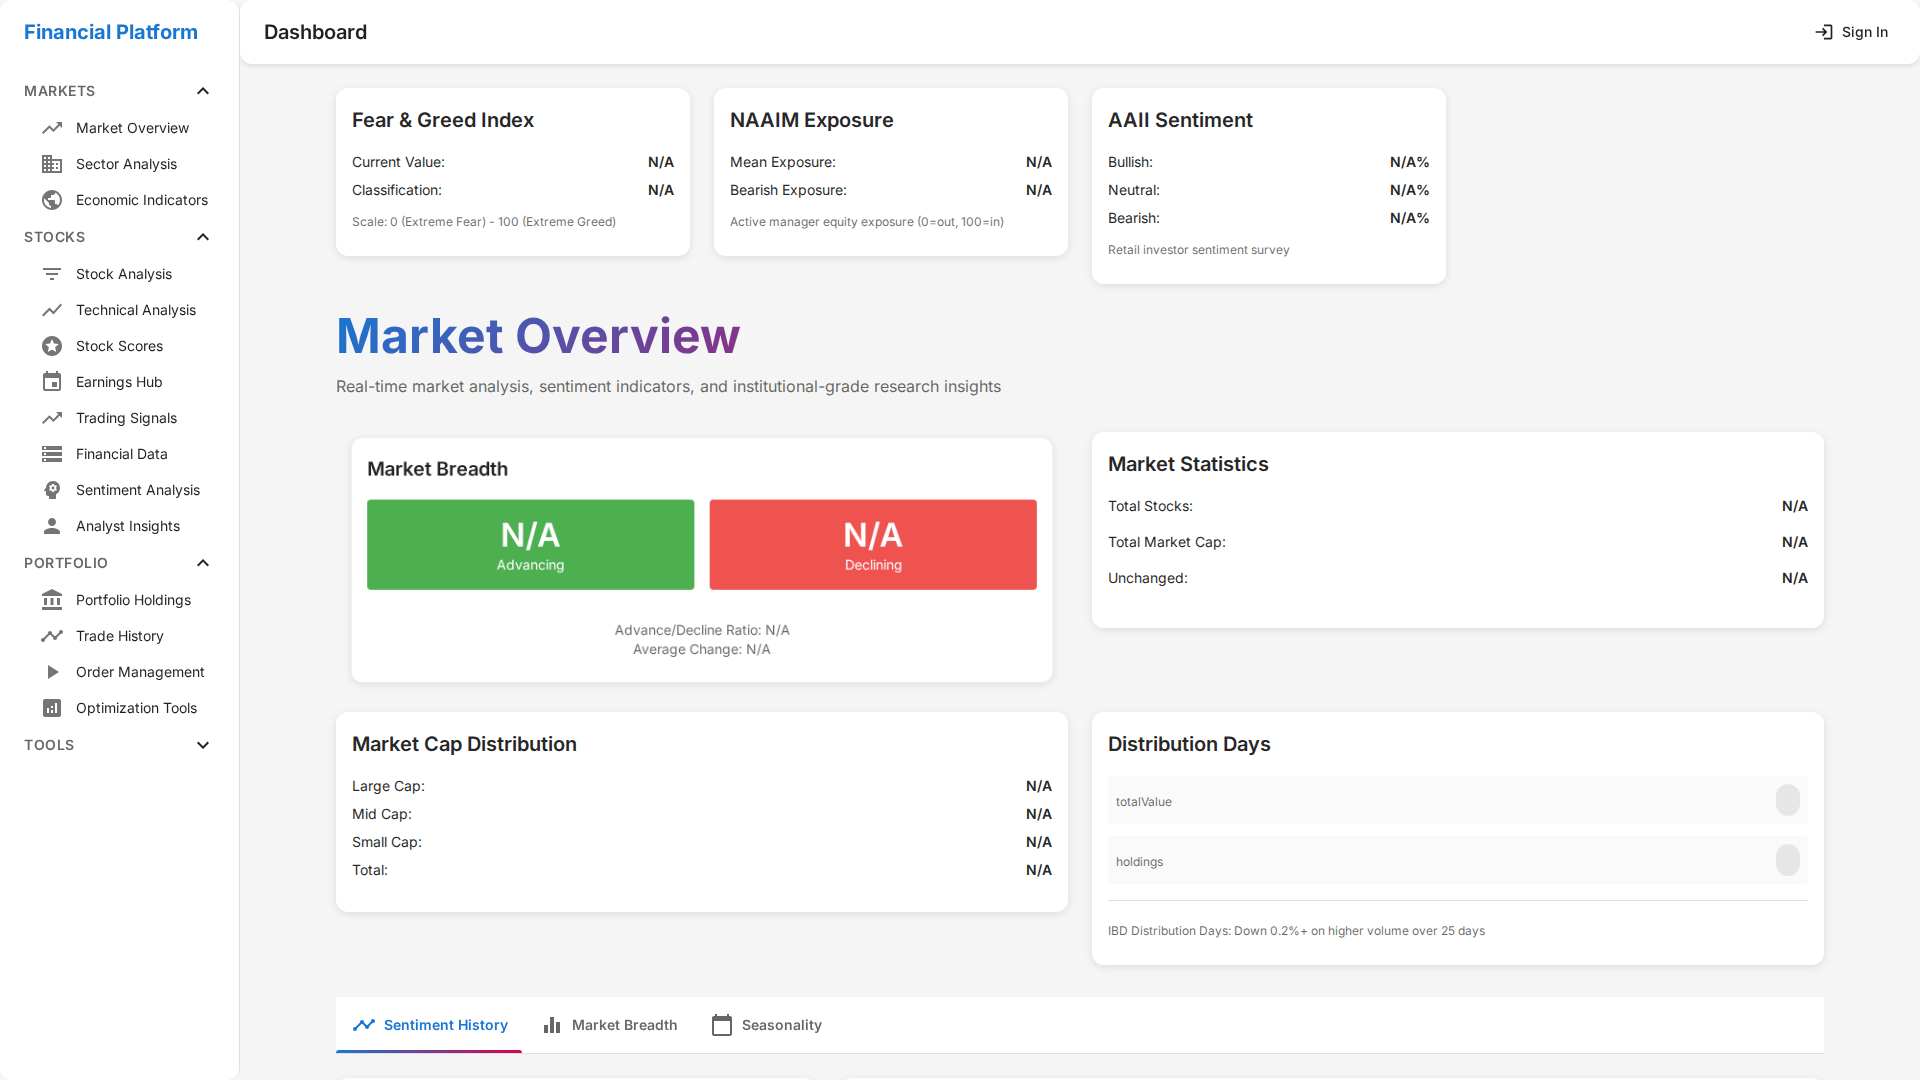 Financial Platform
MARKETS
Market Overview
Sector Analysis
Economic Indicators
STOCKS
Stock Analysis
Technical Analysis
Stock Scores
Earnings Hub
Trading Signals
Financial Data
Sentiment Analysis
Analyst Insights
PORTFOLIO
Portfolio Holdings
Trade History
Order Management
Optimization Tools
TOOLS
Dashboard
Sign In
Fear & Greed Index
Current Value: N/A
Classification: N/A
Scale: 0 (Extreme Fear) - 100 (Extreme Greed)
NAAIM Exposure
Mean Exposure: N/A
Bearish Exposure: N/A
Active manager equity exposure (0=out, 100=in)
AAII Sentiment
Bullish: N/A%
Neutral: N/A%
Bearish: N/A%
Retail investor sentiment survey
Market Overview
Real-time market analysis, sentiment indicators, and institutional-grade research insights
Market Breadth
N/A
Advancing
N/A
Declining
Advance/Decline Ratio: N/A
Average Change: N/A
Market Statistics
Total Stocks: N/A
Total Market Cap: N/A
Unchanged: N/A
Market Cap Distribution
Large Cap: N/A
Mid Cap: N/A
Small Cap: N/A
Total: N/A
Distribution Days
totalValue
holdings
IBD Distribution Days: Down 0.2%+ on higher volume over 25 days
Sentiment History
Market Breadth
Seasonality